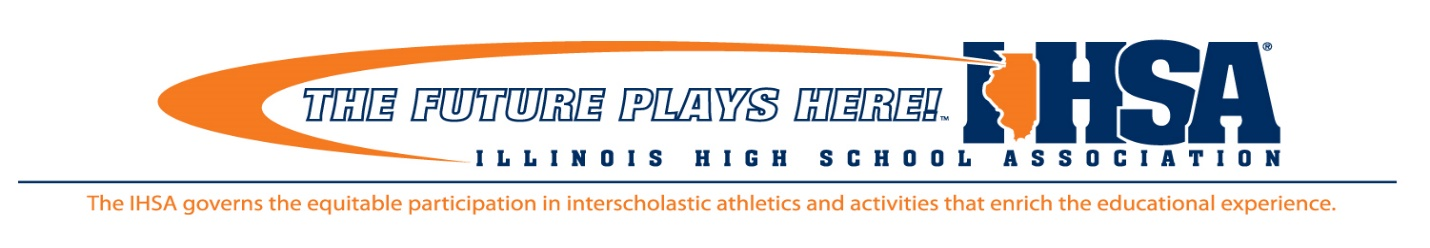 IHSA®
THE FUTURE PLAYS HERE!™
ILLINOIS HIGH SCHOOL ASSOCIATION
The IHSA governs the equitable participation in interscholastic athletics and activities that enrich the educational experience.